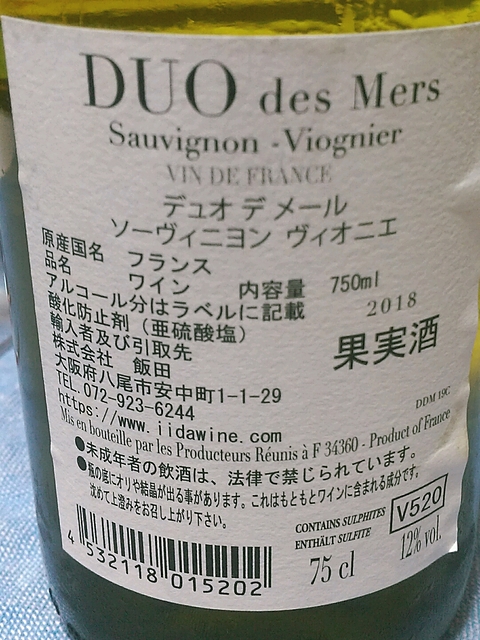 DUO des Mers
Sauvignon - Viognier
VIN DE FRANCE
デュオ デ メール
ソーヴィニヨン ヴィオニエ
原産国名 フランス
品名 ワイン 内容量 750ml
アルコール分はラベルに記載 2018
酸化防止剤（亜硫酸塩）
輸入者及び引取先 果実酒
株式会社 飯田
大阪府八尾市安中町1-1-29
TEL.072-923-6244
https://www.iidawine.com
DDM 19C
Mis en bouteille par les Producteurs Réunis à F 34360 - Product of France
●未成年者の飲酒は、法律で禁じられています。
●瓶の底にオリや結晶が出る事があります。これはもともとワインに含まれる成分です。
沈めて上澄みをお召し上がり下さい。
CONTAINS SULPHITES
ENTHÄLT SULFITE
V520
75 cl
12% vol.
4 532118 015202